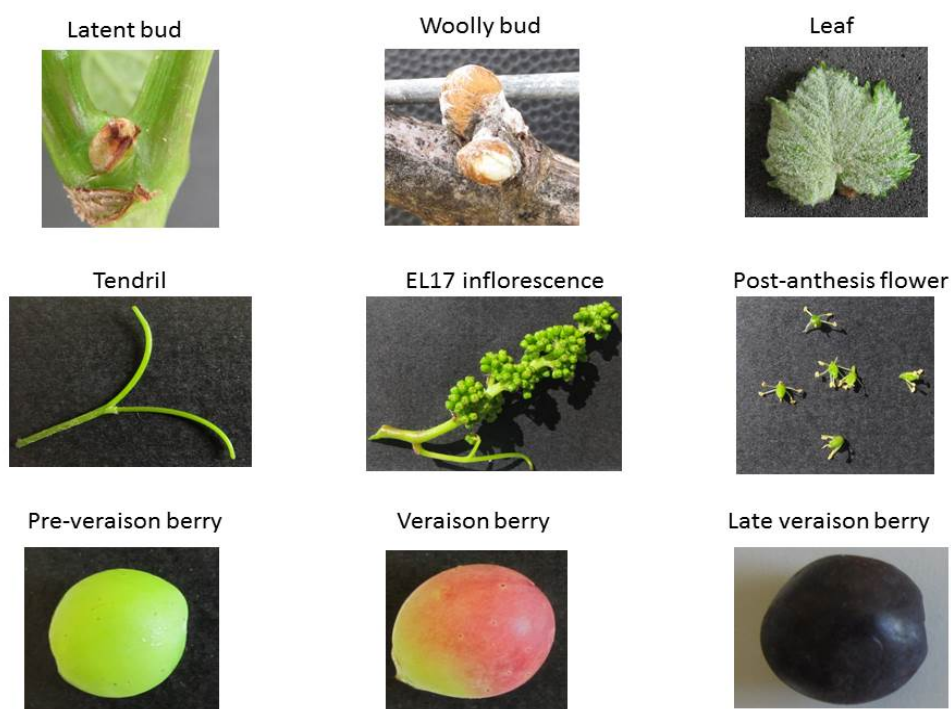 Latent bud
Woolly bud
Leaf
Tendril
EL17 inflorescence
Post-anthesis flower
Pre-veraison berry
Veraison berry
Late veraison berry